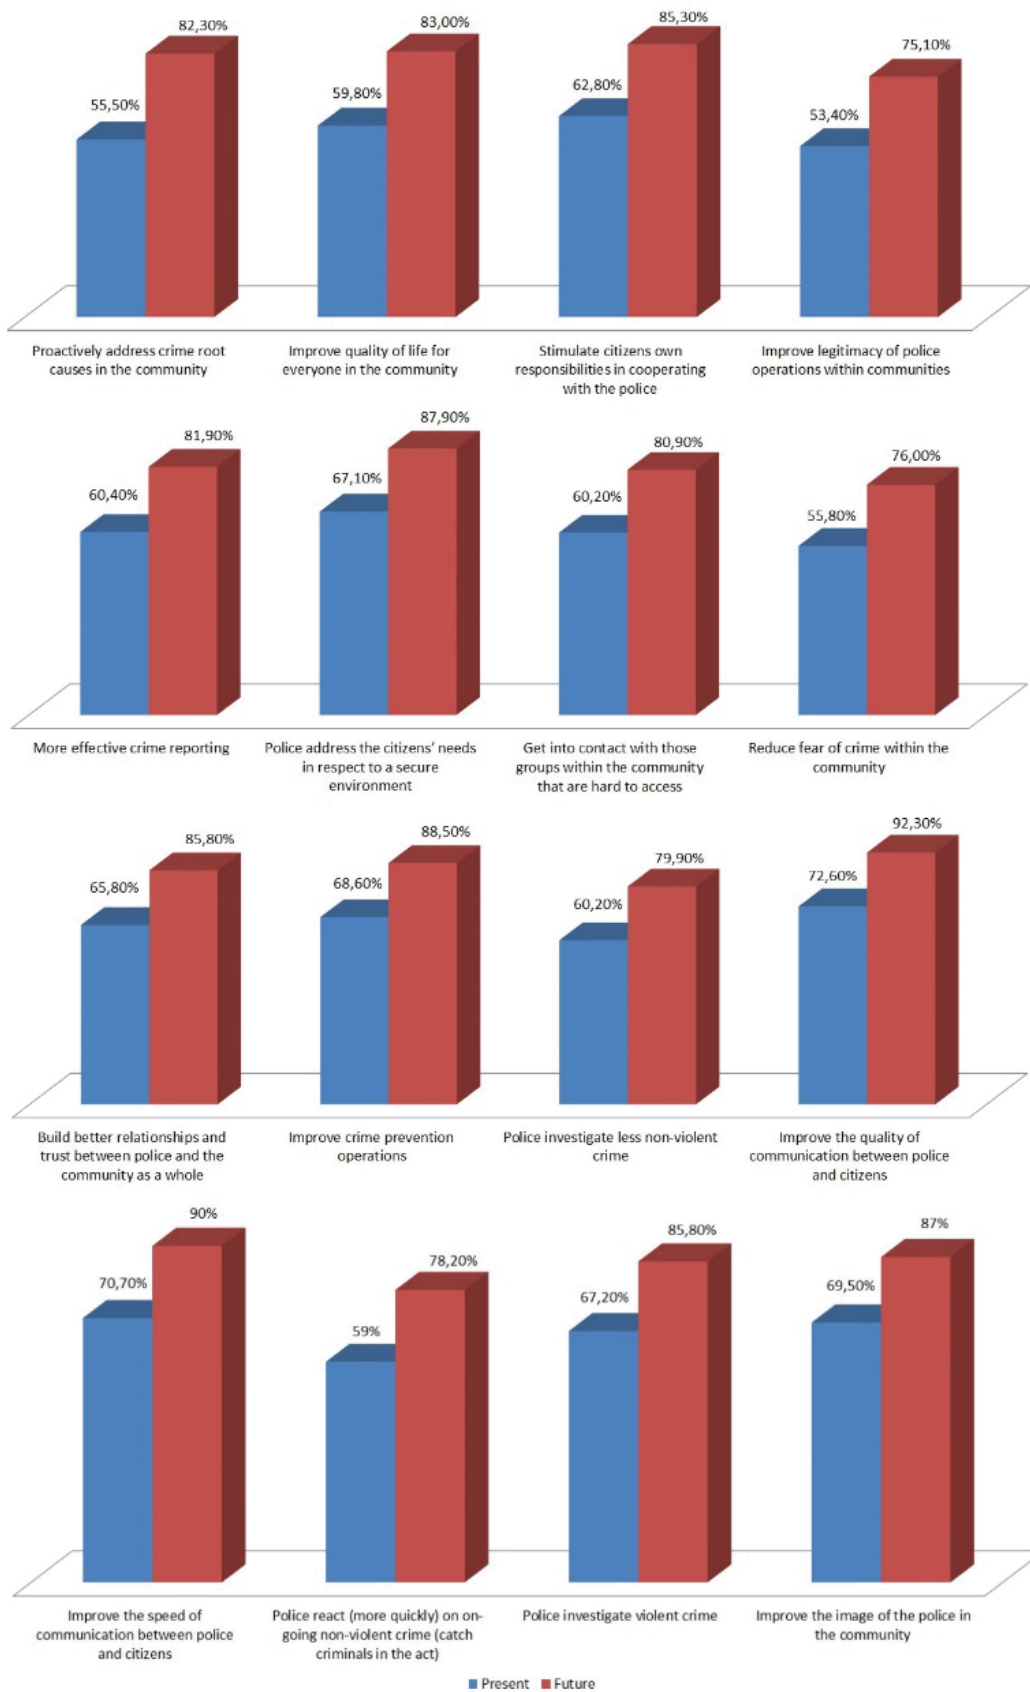 82,30%
83,00%
85,30%
75,10%
55,50%
59,80%
62,80%
53,40%
Proactively address crime root
causes in the community
Improve quality of life for
everyone in the community
Stimulate citizens own
responsibilities in cooperating
with the police
Improve legitimacy of police
operations within communities
81,90%
87,90%
80,90%
76,00%
60,40%
67,10%
60,20%
55,80%
More effective crime reporting
Police address the citizens' needs
in respect to a secure
environment
Get into contact with those
groups within the community
that are hard to access
Reduce fear of crime within the
community
85,80%
88,50%
79,90%
92,30%
65,80%
68,60%
60,20%
72,60%
Build better relationships and
trust between police and the
community as a whole
Improve crime prevention
operations
Police investigate less non-violent
crime
Improve the quality of
communication between police
and citizens
90%
78,20%
85,80%
87%
70,70%
59%
67,20%
69,50%
Improve the speed of
communication between police
and citizens
Police react (more quickly) on on-
going non-violent crime (catch
criminals in the act)
Police investigate violent crime
Improve the image of the police in
the community
Present
Future